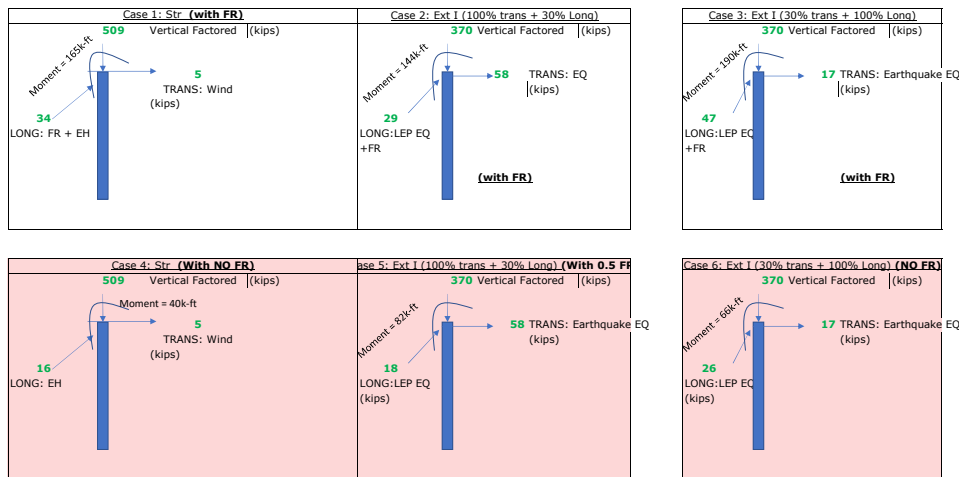 Case 1: Str (with FR)
509 Vertical Factored (kips)
Moment = 165k-ft
5
TRANS: Wind
(kips)
34
LONG: FR + EH
Case 2: Ext I (100% trans + 30% Long)
370 Vertical Factored (kips)
Moment = 144k-ft
58 TRANS: EQ
(kips)
29
LONG:LEP EQ
+FR
(with FR)
Case 3: Ext I (30% trans + 100% Long)
370 Vertical Factored (kips)
Moment = 190k-ft
17 TRANS: Earthquake EQ
(kips)
47
LONG:LEP EQ
+FR
(with FR)
Case 4: Str (With NO FR)
509 Vertical Factored (kips)
Moment = 40k-ft
5
TRANS: Wind
(kips)
16
LONG: EH
ase 5: Ext I (100% trans + 30% Long) (With 0.5 FR
370 Vertical Factored (kips)
Moment = 82k-ft
58 TRANS: Earthquake EQ
(kips)
18
LONG:LEP EQ
(kips)
Case 6: Ext I (30% trans + 100% Long) (NO FR)
370 Vertical Factored (kips)
Moment = 66k-ft
17 TRANS: Earthquake EQ
(kips)
26
LONG:LEP EQ
(kips)